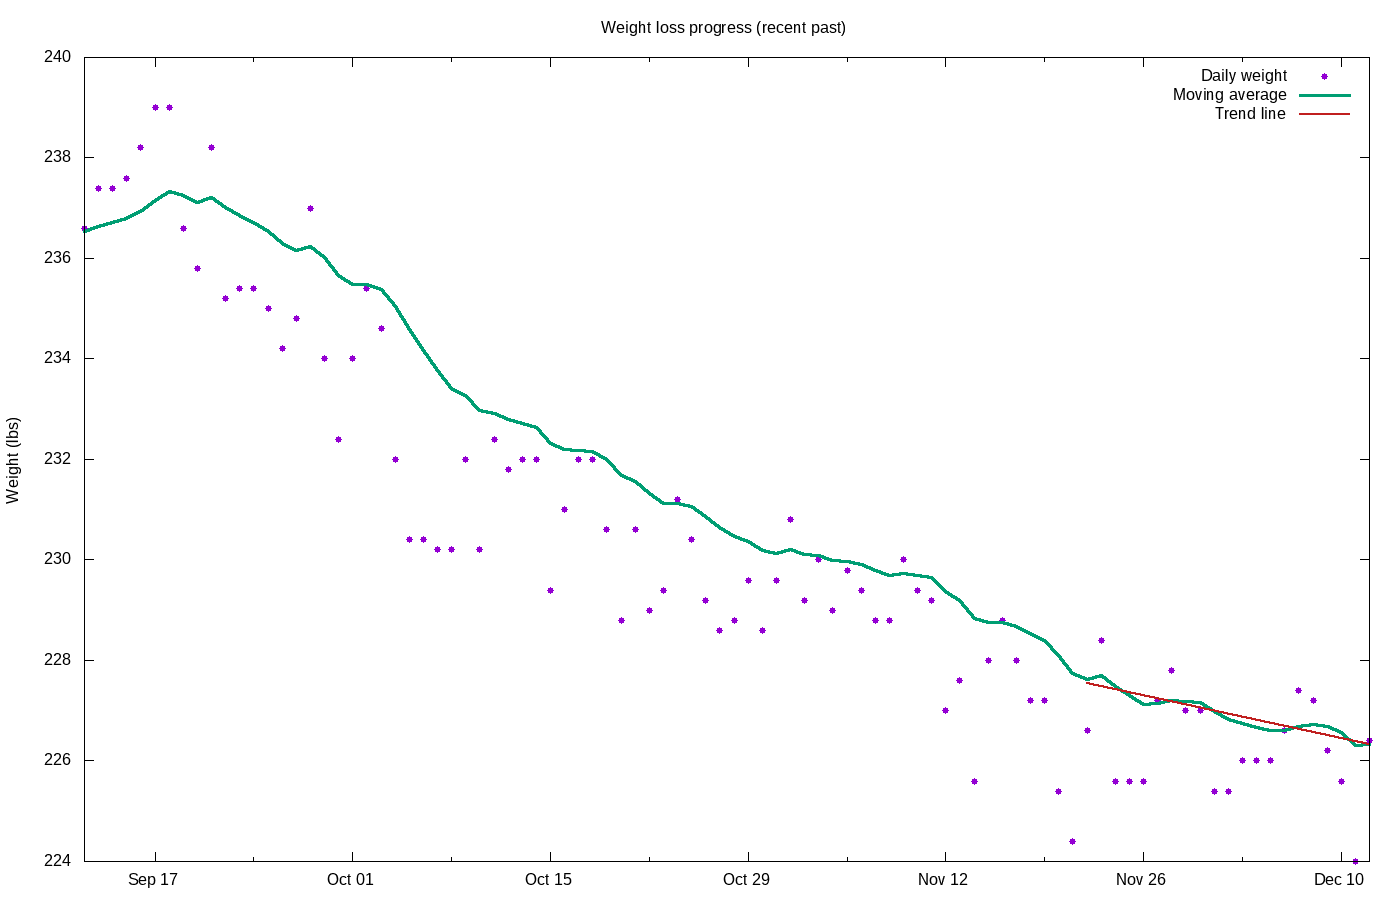 Weight loss progress (recent past)
Daily weight
Moving average
Trend line
Weight (lbs)
240
238
236
234
232
230
228
226
224
Sep 17 Oct 01 Oct 15 Oct 29 Nov 12 Nov 26 Dec 10